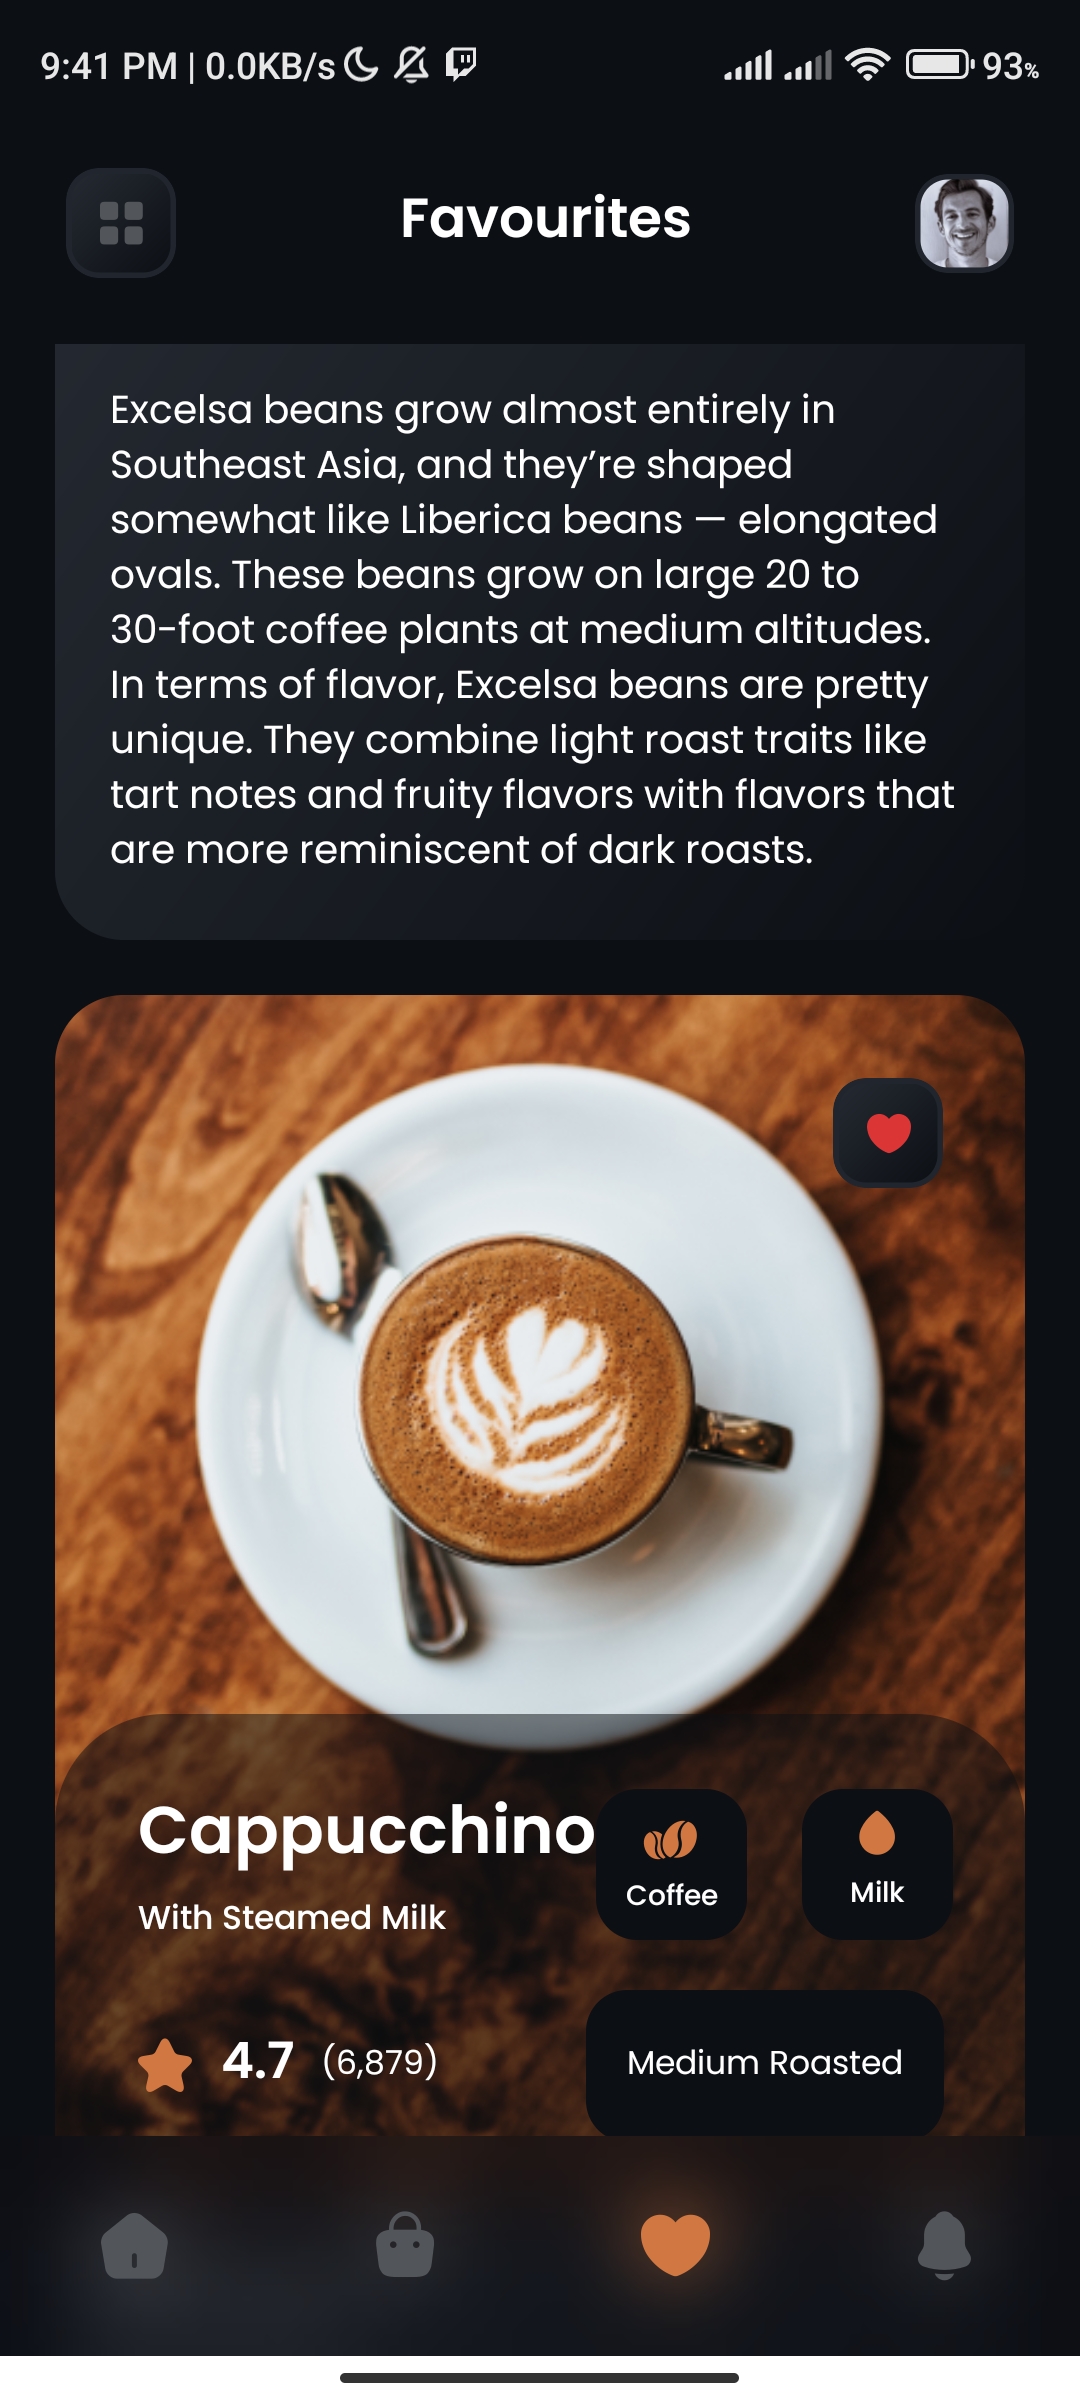 9:41 PM | 0.0KB/s 93%
Favourites
Excelsa beans grow almost entirely in
Southeast Asia, and they’re shaped
somewhat like Liberica beans — elongated
ovals. These beans grow on large 20 to
30-foot coffee plants at medium altitudes.
In terms of flavor, Excelsa beans are pretty
unique. They combine light roast traits like
tart notes and fruity flavors with flavors that
are more reminiscent of dark roasts.
Cappucchino
With Steamed Milk
Coffee
Milk
4.7 (6,879)
Medium Roasted